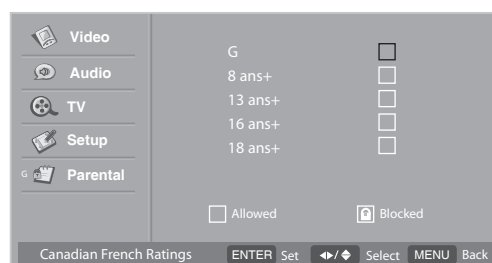 Video
Audio
TV
Setup
G Parental
G
8 ans+
13 ans+
16 ans+
18 ans+
Allowed Blocked
Canadian French Ratings ENTER Set / Select MENU Back